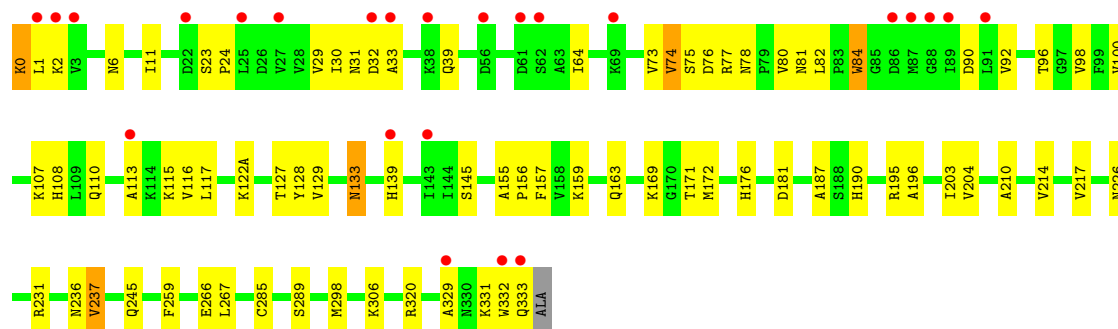 K0 L1 K2 V3 N6 I11 D22 S23 P24 L25 D26 V27 V28 V29 I30 N31 D32 A33 K38 Q39 D56 D61 S62 A63 I64 K69 V73 V74 S75 D76 R77 N78 P79 V80 N81 L82 P83 W84 G85 D86 M87 G88 I89 D90 L91 V92 T96 G97 V98 F99
K107 H108 L109 Q110 A113 K114 K115 V116 L117 K122A T127 Y128 V129 N133 H139 I143 I144 S145 A155 P156 F157 V158 K159 Q163 K169 G170 T171 M172 H176 D181 A187 S188 H190 R195 A196 I203 V204 A210 V214 V217
R231 N236 V237 Q245 F259 E266 L267 C285 S289 M298 K306 R320 A329 N330 K331 W332 Q333 ALA